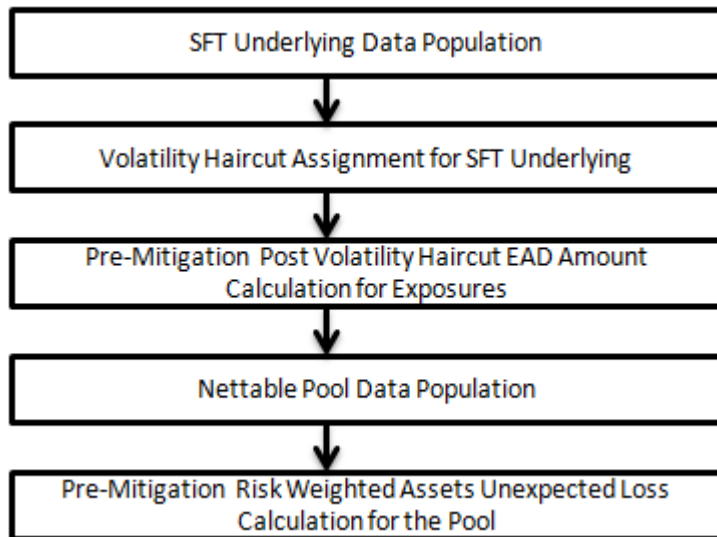 SFT Underlying Data Population
Volatility Haircut Assignment for SFT Underlying
Pre-Mitigation Post Volatility Haircut EAD Amount
Calculation for Exposures
Nettable Pool Data Population
Pre-Mitigation Risk Weighted Assets Unexpected Loss
Calculation for the Pool